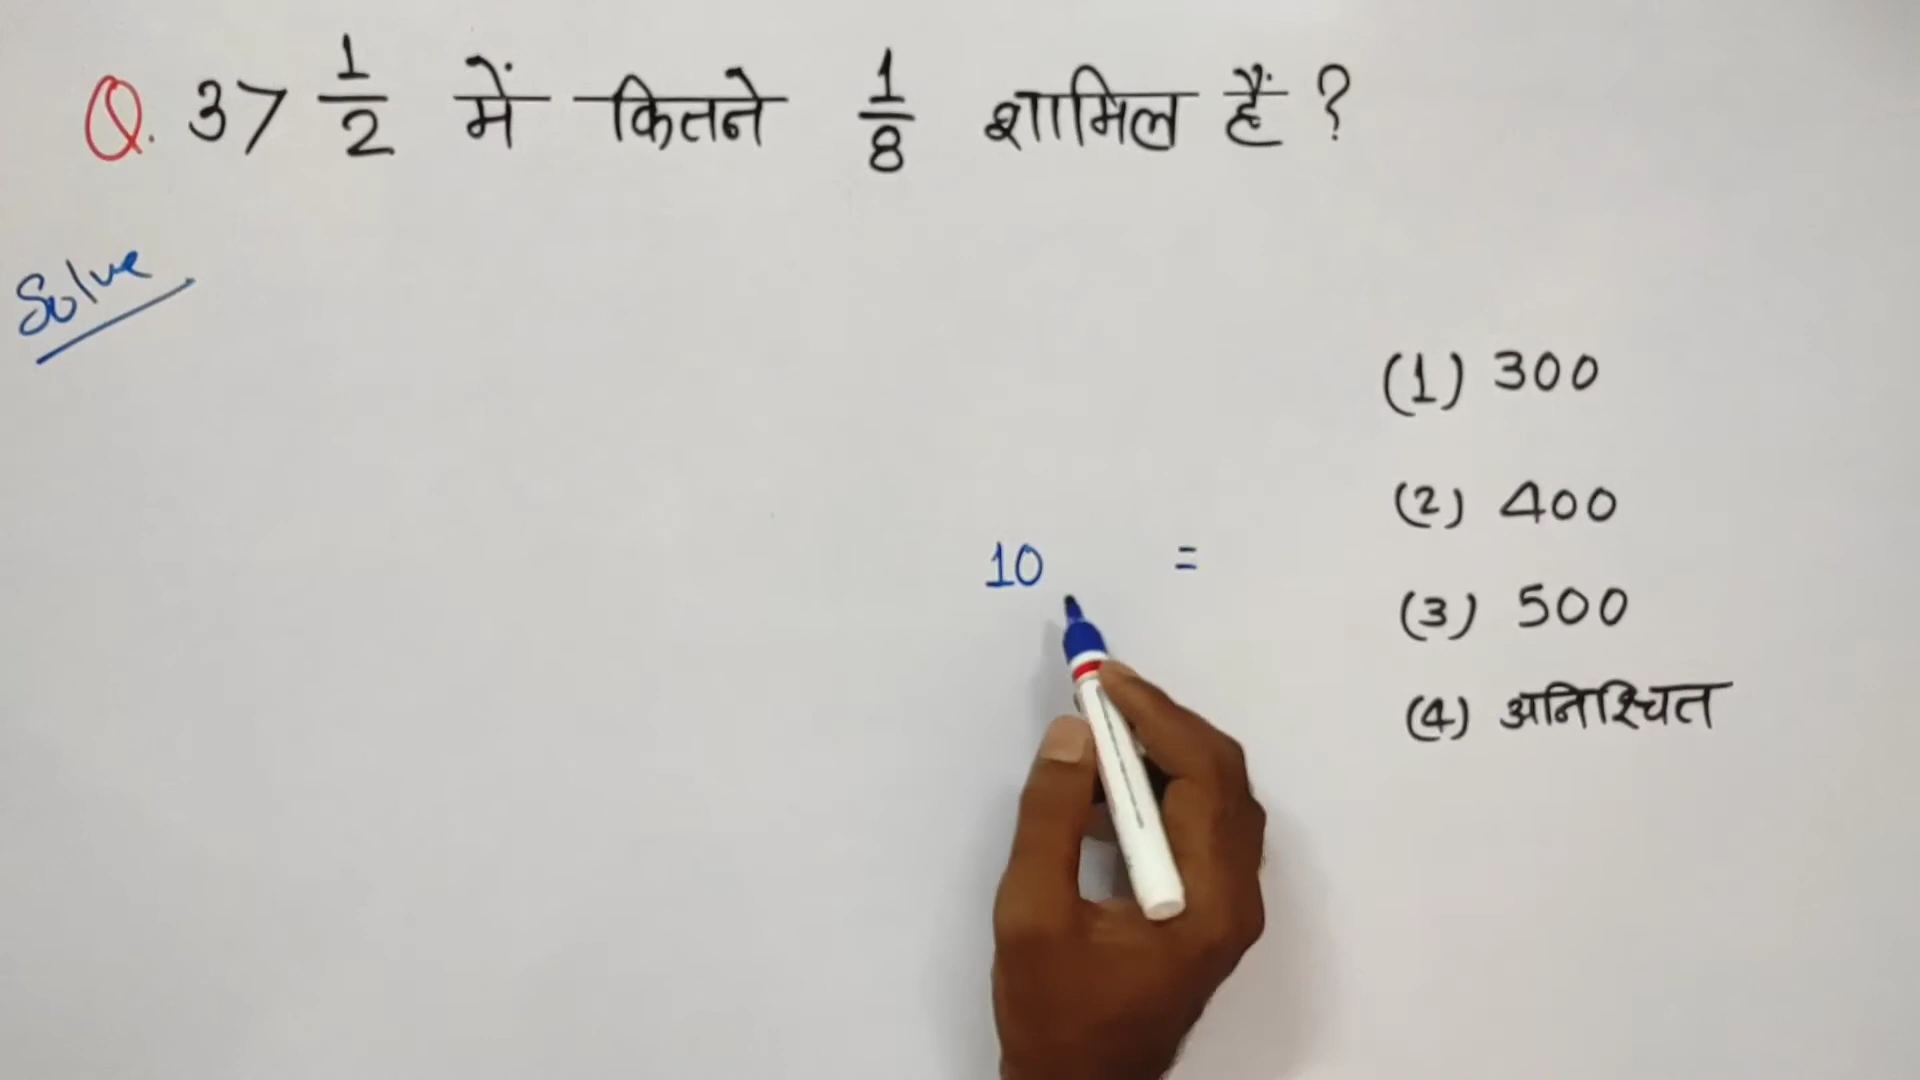 Q. 37 1/2 में कितने 1/8 शामिल हैं ?
Solve
(1) 300
(2) 400
10 =
(3) 500
(4) अनिश्चित